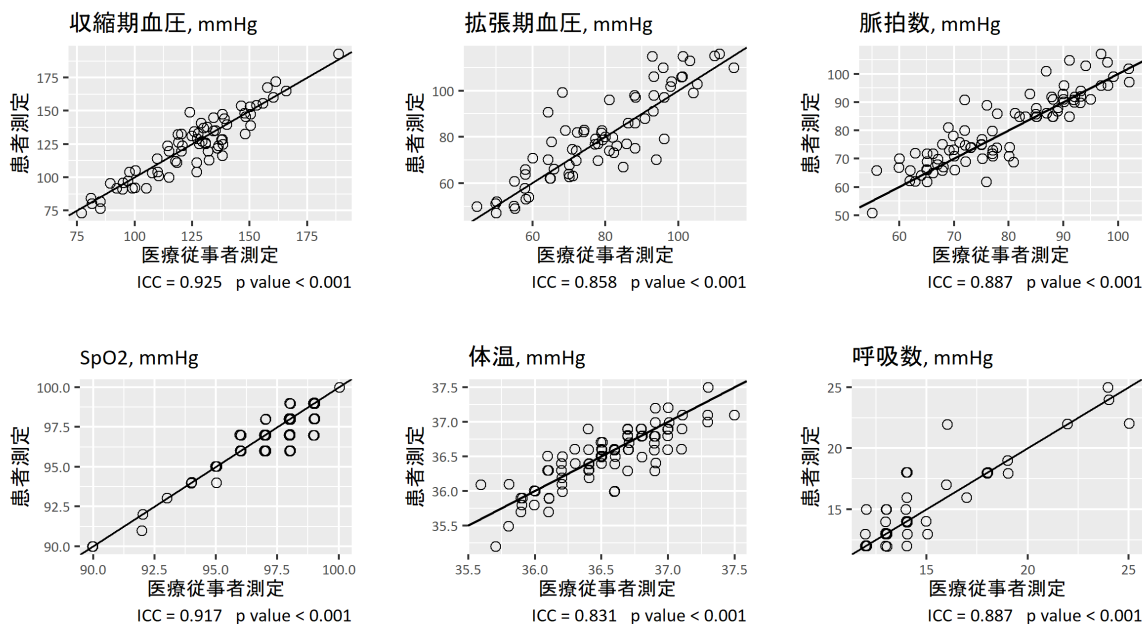 収縮期血圧, mmHg
患者測定
175
150
125
100
75
75 100 125 150 175
医療従事者測定
ICC = 0.925 p value < 0.001
拡張期血圧, mmHg
患者測定
100
80
60
60 80 100
医療従事者測定
ICC = 0.858 p value < 0.001
脈拍数, mmHg
患者測定
100
90
80
70
60
50
60 70 80 90 100
医療従事者測定
ICC = 0.887 p value < 0.001
SpO2, mmHg
患者測定
100.0
97.5
95.0
92.5
90.0
90.0 92.5 95.0 97.5 100.0
医療従事者測定
ICC = 0.917 p value < 0.001
体温, mmHg
患者測定
37.5
37.0
36.5
36.0
35.5
35.5 36.0 36.5 37.0 37.5
医療従事者測定
ICC = 0.831 p value < 0.001
呼吸数, mmHg
患者測定
25
20
15
15 20 25
医療従事者測定
ICC = 0.887 p value < 0.001